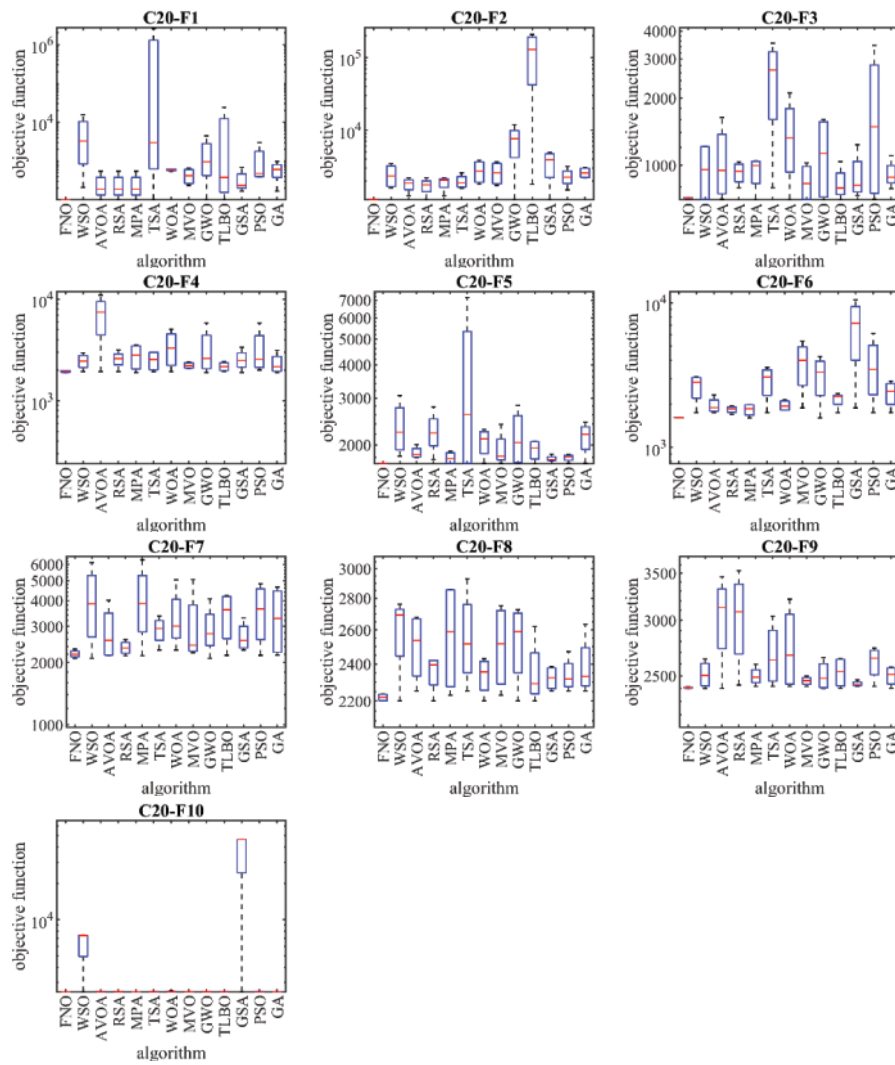 C20-F1
C20-F2
C20-F3
objective function
10^6
10^4
FNO WSO AVOA RSA MPA TSA WOA MVO GWO TLBO GSA PSO GA
algorithm
objective function
10^5
10^4
FNO WSO AVOA RSA MPA TSA WOA MVO GWO TLBO GSA PSO GA
algorithm
objective function
4000
3000
2000
1000
FNO WSO AVOA RSA MPA TSA WOA MVO GWO TLBO GSA PSO GA
algorithm
C20-F4
C20-F5
C20-F6
objective function
10^4
10^3
FNO WSO AVOA RSA MPA TSA WOA MVO GWO TLBO GSA PSO GA
algorithm
objective function
7000
6000
5000
4000
3000
2000
FNO WSO AVOA RSA MPA TSA WOA MVO GWO TLBO GSA PSO GA
algorithm
objective function
10^4
10^3
FNO WSO AVOA RSA MPA TSA WOA MVO GWO TLBO GSA PSO GA
algorithm
C20-F7
C20-F8
C20-F9
objective function
6000
5000
4000
3000
2000
1000
FNO WSO AVOA RSA MPA TSA WOA MVO GWO TLBO GSA PSO GA
algorithm
objective function
3000
2800
2600
2400
2200
FNO WSO AVOA RSA MPA TSA WOA MVO GWO TLBO GSA PSO GA
algorithm
objective function
3500
3000
2500
FNO WSO AVOA RSA MPA TSA WOA MVO GWO TLBO GSA PSO GA
algorithm
C20-F10
objective function
10^4
FNO WSO AVOA RSA MPA TSA WOA MVO GWO TLBO GSA PSO GA
algorithm